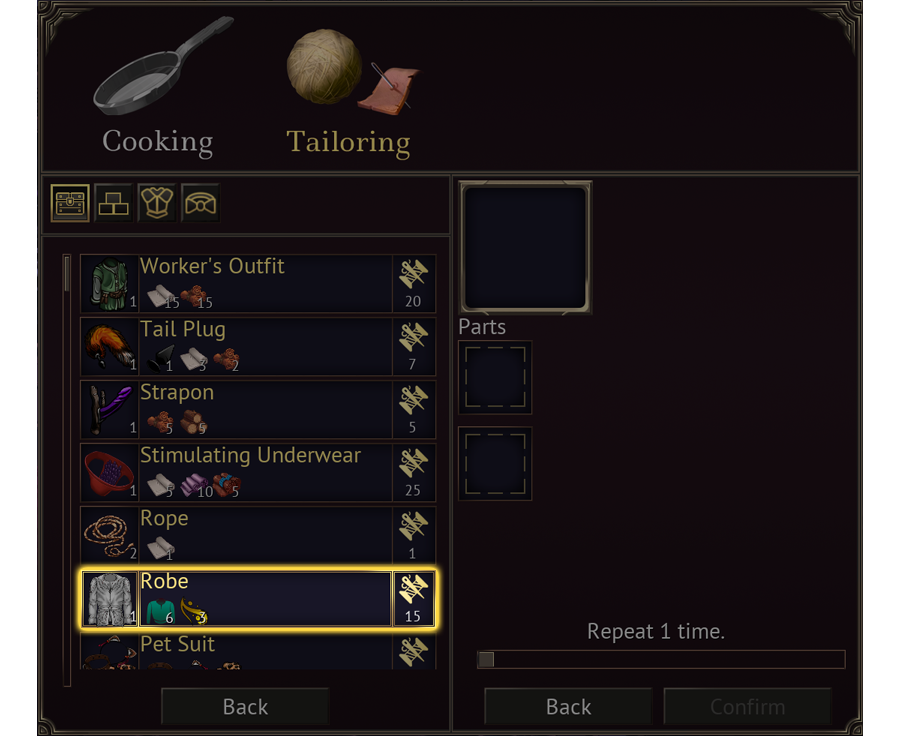 Cooking
Tailoring
Worker's Outfit
1
15
15
20
Tail Plug
1
1
3
2
7
Strapon
1
5
5
5
Stimulating Underwear
1
5
10
5
25
Rope
2
1
1
Robe
1
6
3
15
Pet Suit
Back
Parts
Repeat 1 time.
Back
Confirm